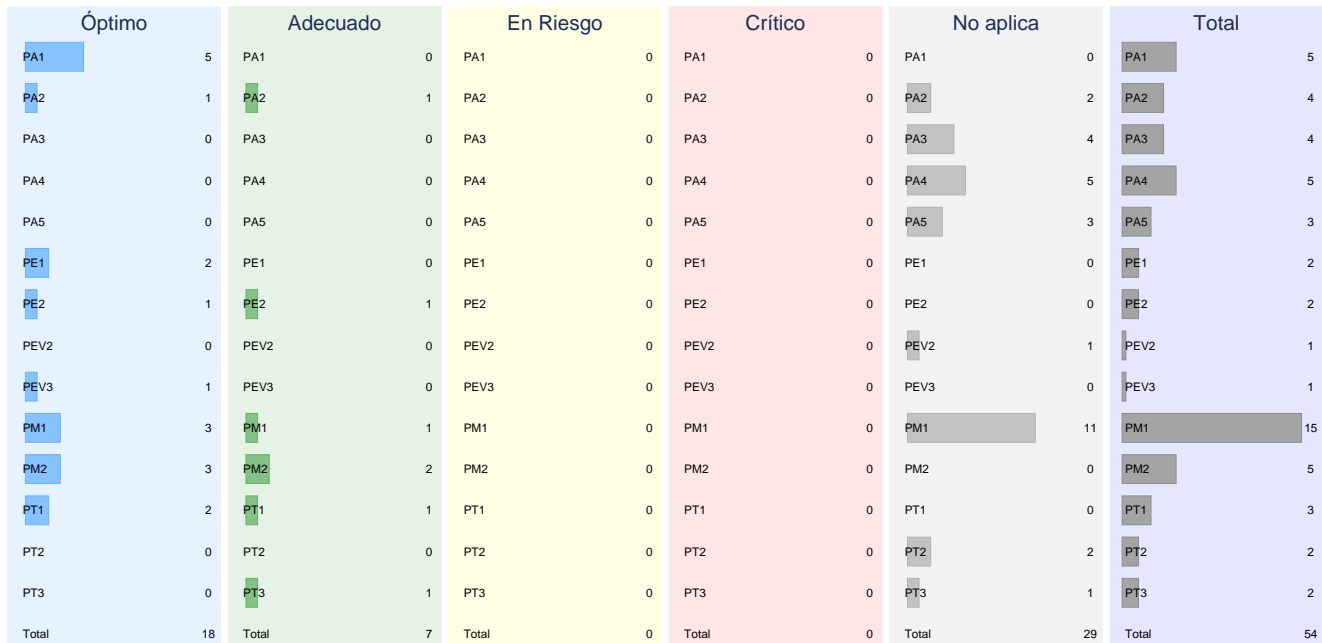 Óptimo Adecuado En Riesgo Crítico No aplica Total
PA1 5 PA1 0 PA1 0 PA1 0 PA1 0 PA1 5
PA2 1 PA2 1 PA2 0 PA2 0 PA2 2 PA2 4
PA3 0 PA3 0 PA3 0 PA3 0 PA3 4 PA3 4
PA4 0 PA4 0 PA4 0 PA4 0 PA4 5 PA4 5
PA5 0 PA5 0 PA5 0 PA5 0 PA5 3 PA5 3
PE1 2 PE1 0 PE1 0 PE1 0 PE1 0 PE1 2
PE2 1 PE2 1 PE2 0 PE2 0 PE2 0 PE2 2
PEV2 0 PEV2 0 PEV2 0 PEV2 0 PEV2 1 PEV2 1
PEV3 1 PEV3 0 PEV3 0 PEV3 0 PEV3 0 PEV3 1
PM1 3 PM1 1 PM1 0 PM1 0 PM1 11 PM1 15
PM2 3 PM2 2 PM2 0 PM2 0 PM2 0 PM2 5
PT1 2 PT1 1 PT1 0 PT1 0 PT1 0 PT1 3
PT2 0 PT2 0 PT2 0 PT2 0 PT2 2 PT2 2
PT3 0 PT3 1 PT3 0 PT3 0 PT3 1 PT3 2
Total 18 Total 7 Total 0 Total 0 Total 29 Total 54